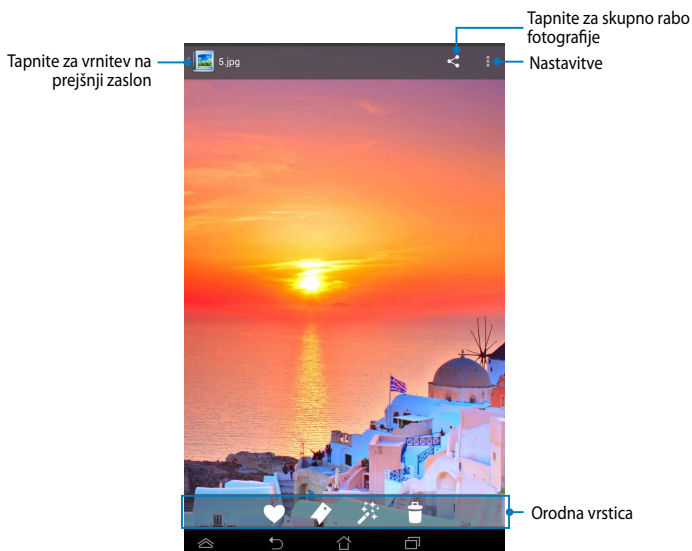 Tapnite za skupno rabo
fotografije
Tapnite za vrnitev na
prejšnji zaslon
5.jpg
Nastavitve
Orodna vrstica